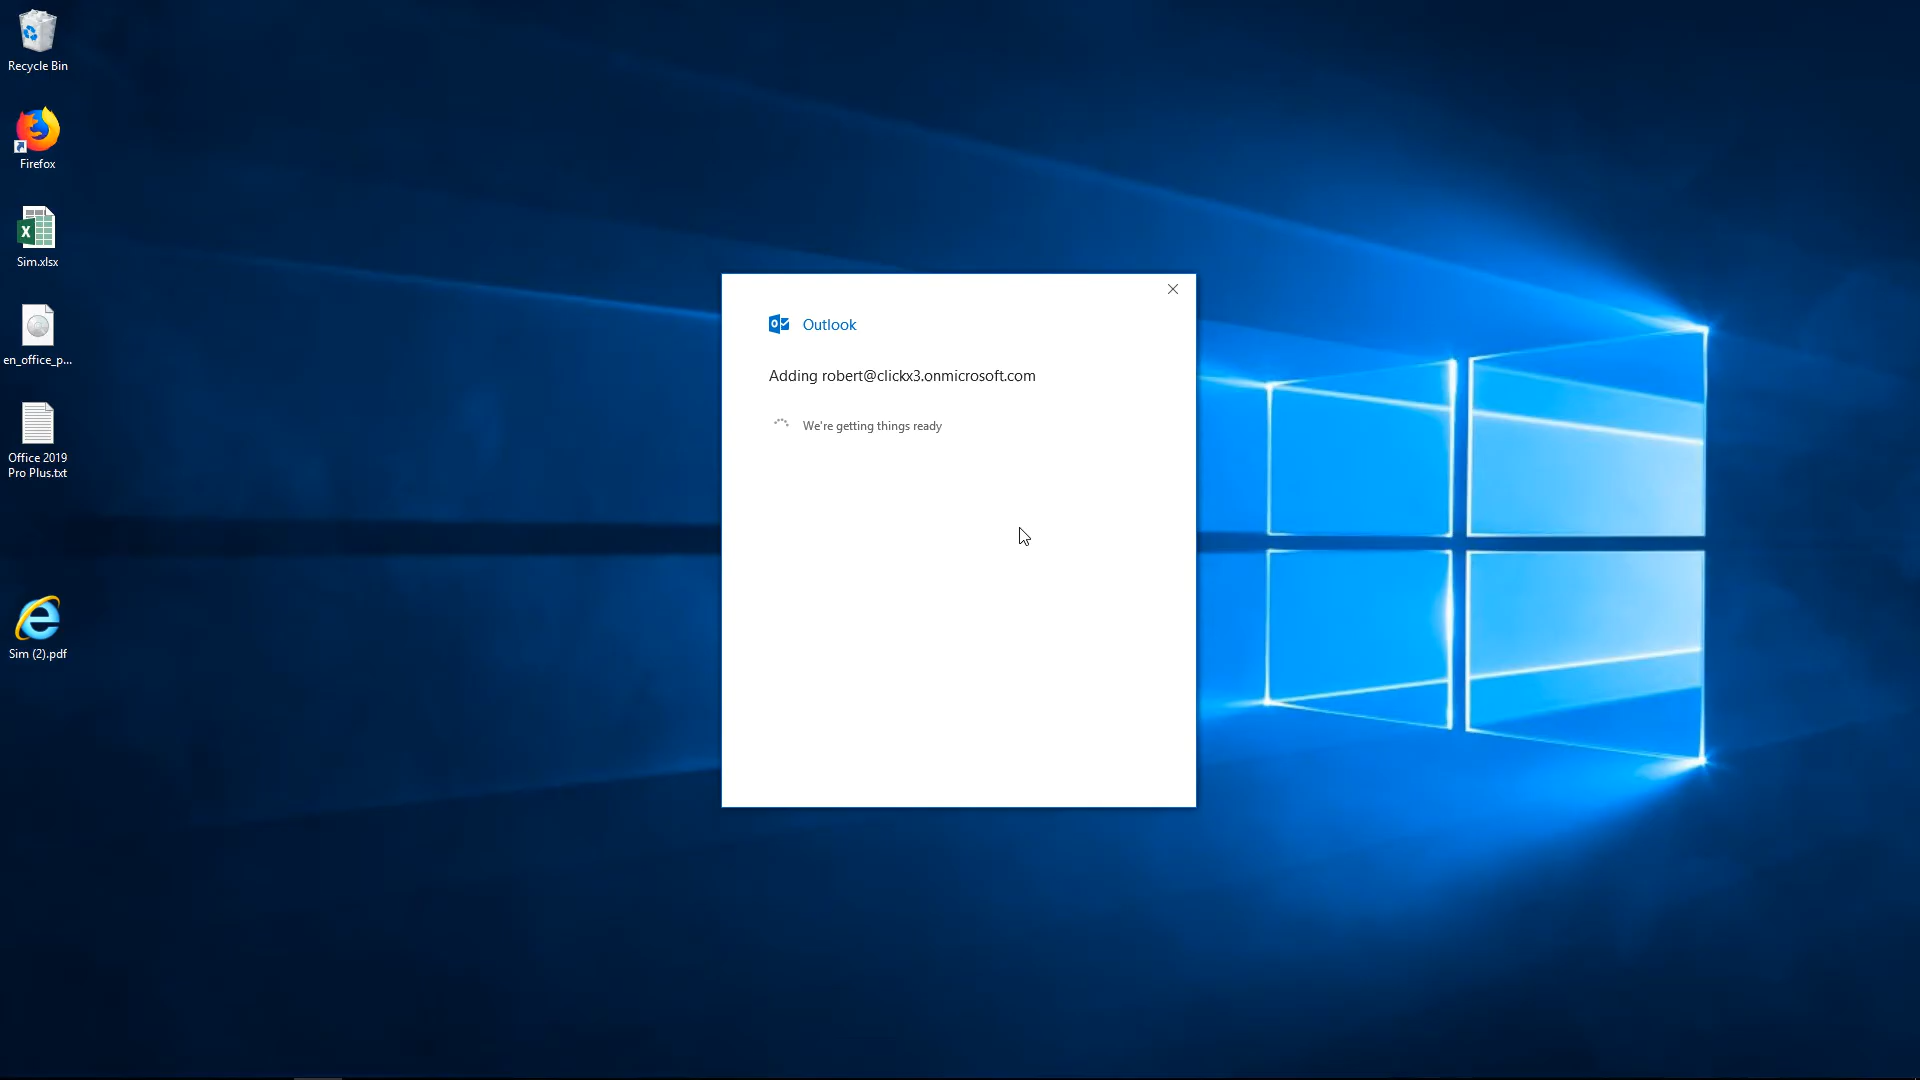 Recycle Bin
Firefox
Sim.xlsx
en_office_p...
Office 2019
Pro Plus.txt
Sim (2).pdf
Outlook
Adding robert@clickx3.onmicrosoft.com
We're getting things ready